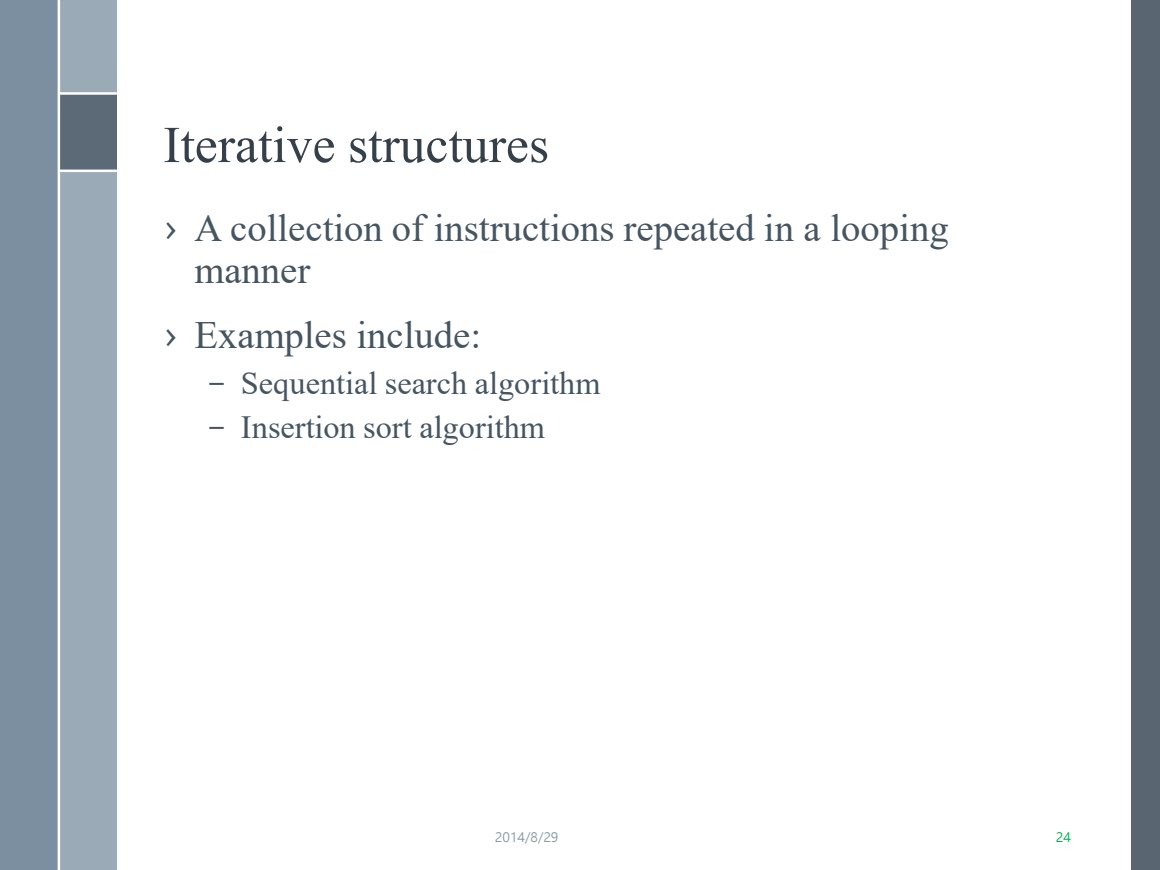 Iterative structures
› A collection of instructions repeated in a looping
manner
› Examples include:
– Sequential search algorithm
– Insertion sort algorithm
2014/8/29
24